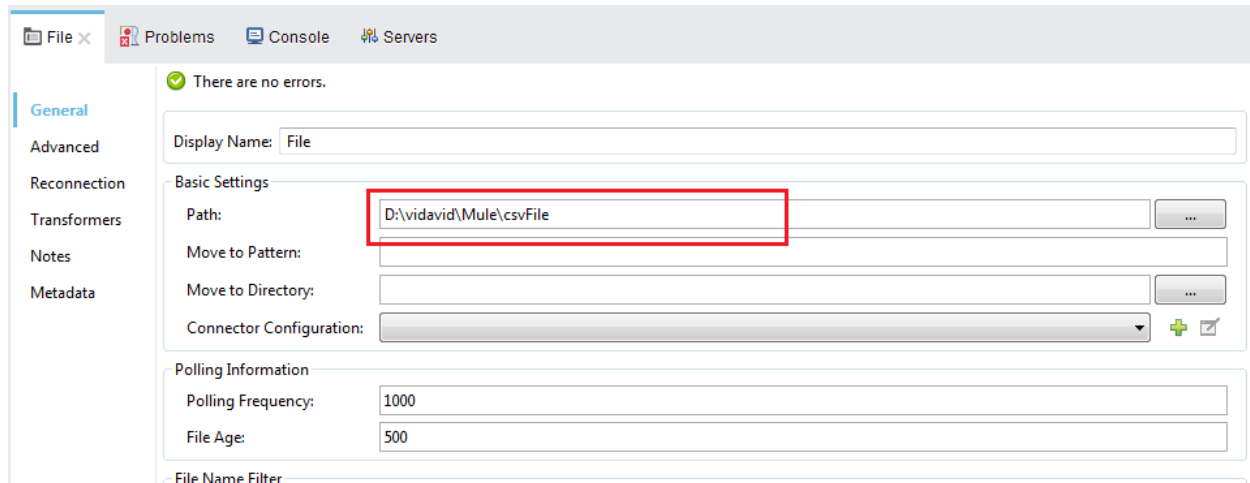 File Problems Console Servers
There are no errors.
General
Advanced
Reconnection
Transformers
Notes
Metadata
Display Name: File
Basic Settings
Path: D:\vidavid\Mule\csvFile ...
Move to Pattern:
Move to Directory: ...
Connector Configuration:
Polling Information
Polling Frequency: 1000
File Age: 500
File Name Filter